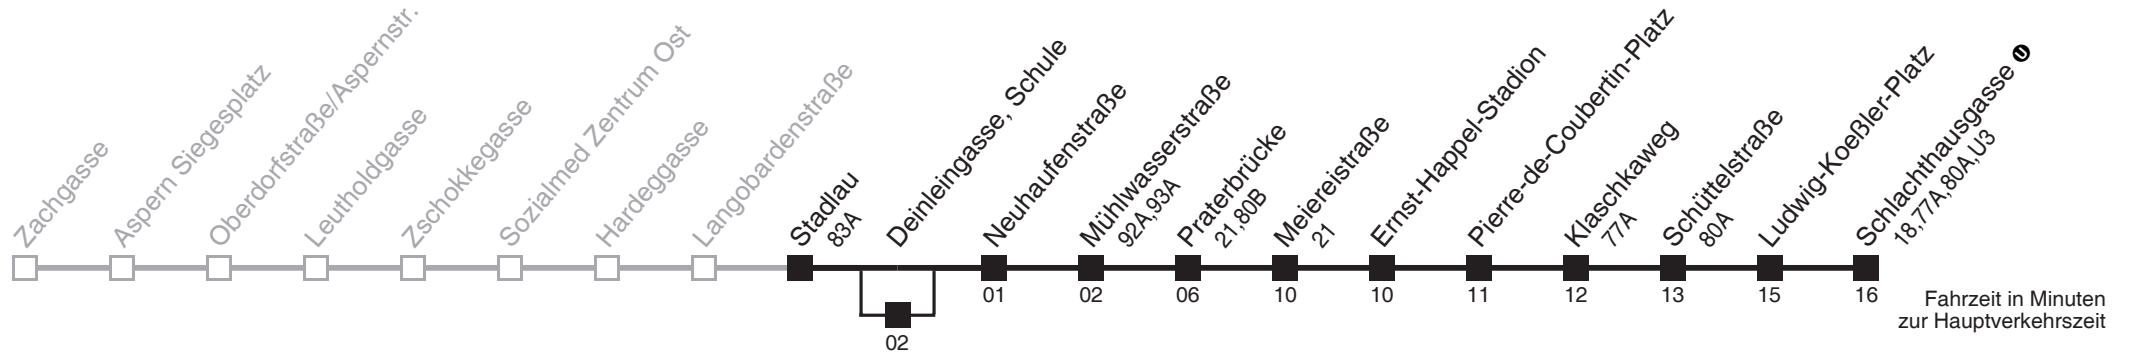 Zachgasse
Aspern Siegesplatz
Oberdorfstraße/Aspernstr.
Leutholdgasse
Zschokkegasse
Sozialmed Zentrum Ost
Hardeggasse
Langobardenstraße
Stadlau
83A
Deinleingasse, Schule
02
Neuhaufenstraße
01
Mühlwasserstraße
92A,93A
02
Praterbrücke
21,80B
06
Meiereistraße
21
10
Ernst-Happel-Stadion
10
Pierre-de-Coubertin-Platz
11
Klaschkaweg
77A
12
Schüttelstraße
80A
13
Ludwig-Koeßler-Platz
15
Schlachthausgasse U
18,77A,80A,U3
16
Fahrzeit in Minuten
zur Hauptverkehrszeit